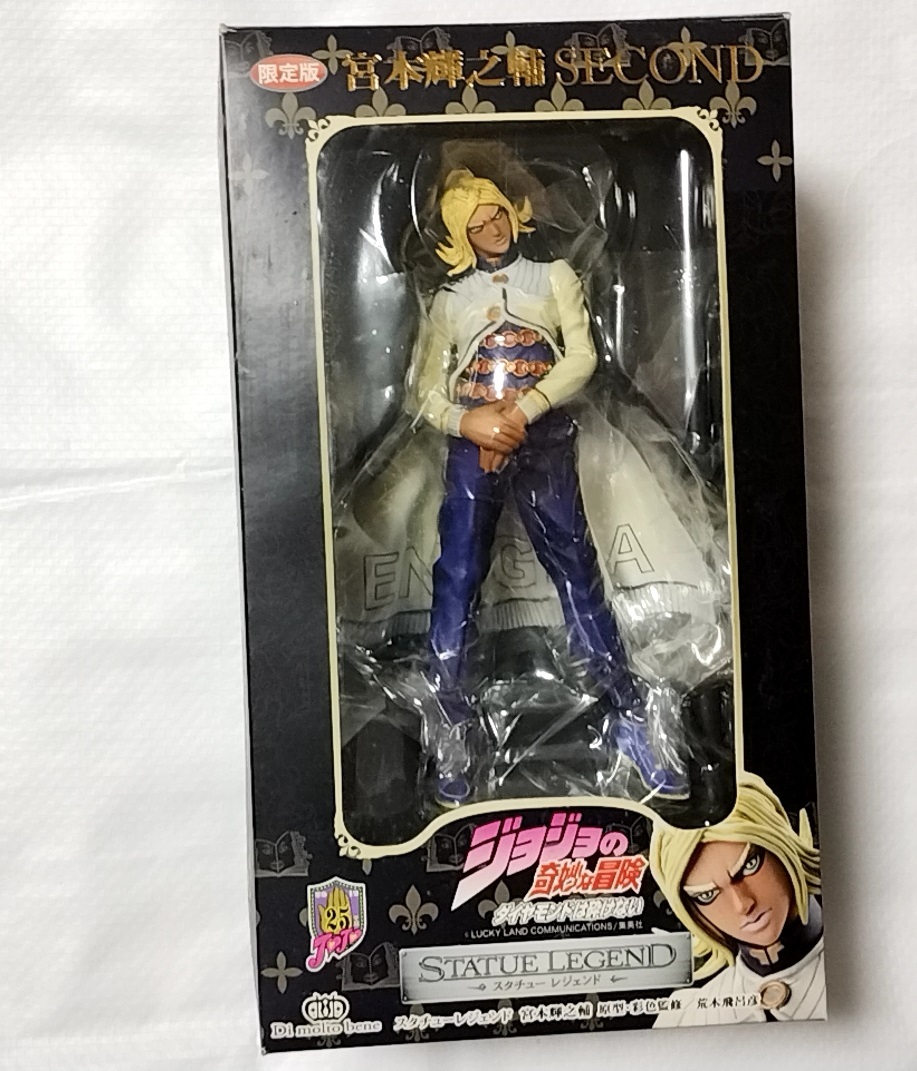 限定版 宮本輝之輔 SECOND
EN G A
ジョジョの
奇妙な冒険
ダイヤモンドは砕けない
© LUCKY LAND COMMUNICATIONS/集英社
25
JoJo
STATUE LEGEND
スタチュー レジェンド
Di molto bene
スタチューレジェンド 宮本輝之輔 原型・彩色監修 荒木飛呂彦